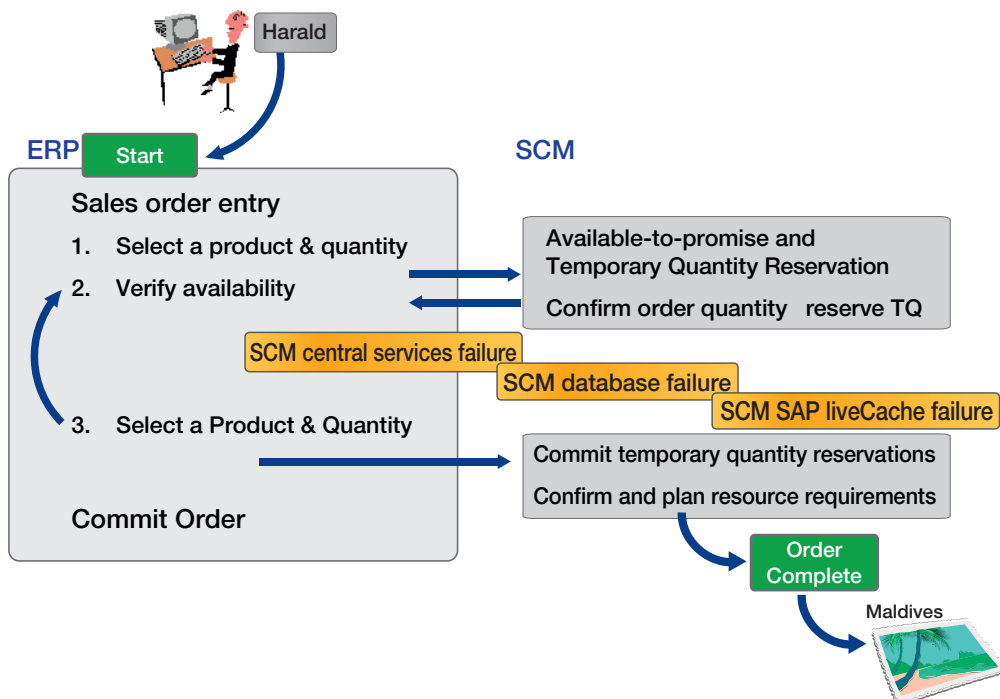 Harald
ERP
Start
SCM
Sales order entry
1. Select a product & quantity
2. Verify availability
Available-to-promise and
Temporary Quantity Reservation
Confirm order quantity reserve TQ
SCM central services failure
SCM database failure
SCM SAP liveCache failure
3. Select a Product & Quantity
Commit temporary quantity reservations
Confirm and plan resource requirements
Commit Order
Order
Complete
Maldives